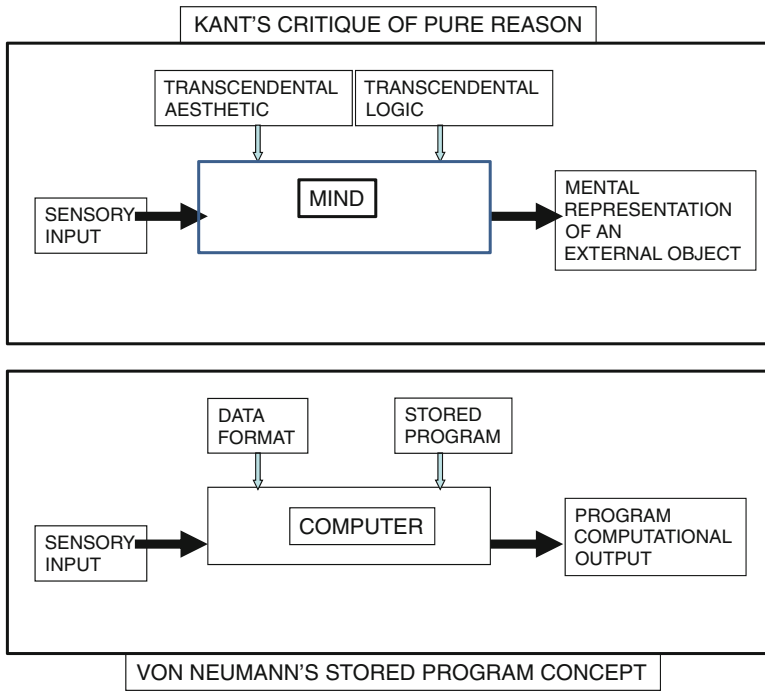 KANT'S CRITIQUE OF PURE REASON
TRANSCENDENTAL
AESTHETIC
TRANSCENDENTAL
LOGIC
MIND
SENSORY
INPUT
MENTAL
REPRESENTATION
OF AN
EXTERNAL OBJECT
DATA
FORMAT
STORED
PROGRAM
COMPUTER
SENSORY
INPUT
PROGRAM
COMPUTATIONAL
OUTPUT
VON NEUMANN'S STORED PROGRAM CONCEPT